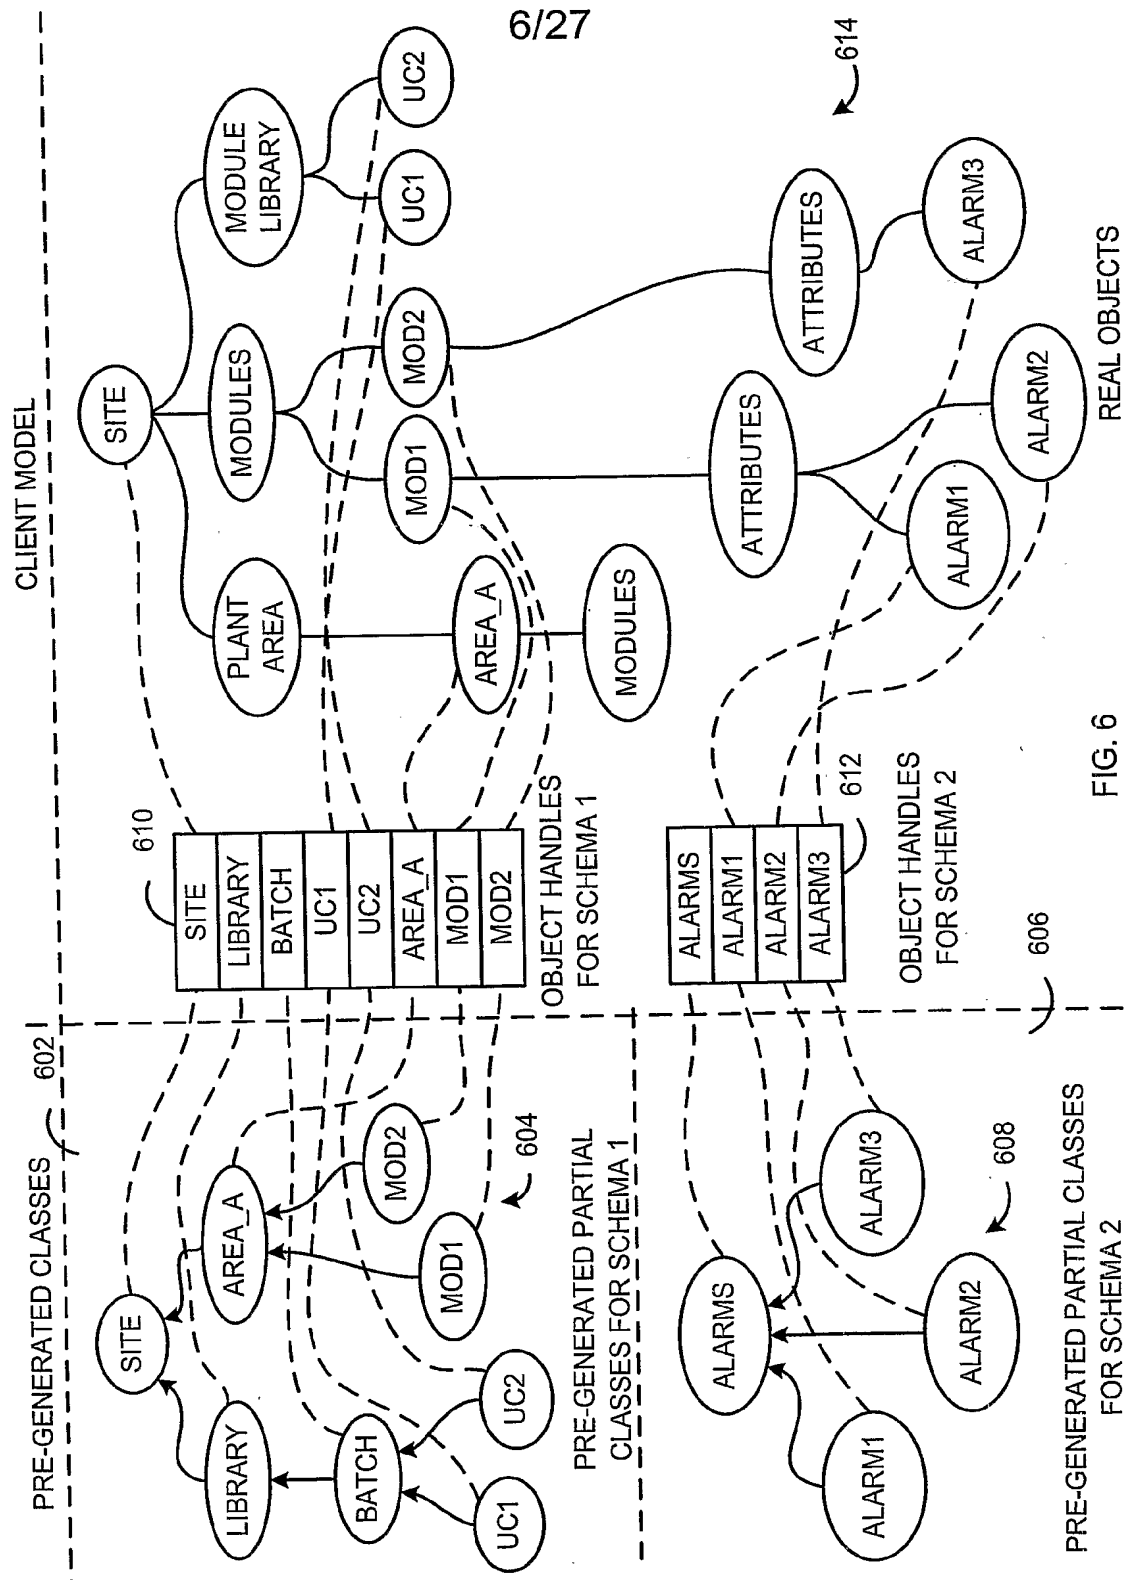 6/27
PRE-GENERATED CLASSES
602
CLIENT MODEL
SITE
LIBRARY
AREA_A
BATCH
MOD2
MOD1
UC1
UC2
604
PRE-GENERATED PARTIAL
CLASSES FOR SCHEMA 1
610
SITE
LIBRARY
BATCH
UC1
UC2
AREA_A
MOD1
MOD2
OBJECT HANDLES
FOR SCHEMA 1
SITE
PLANT
AREA
MODULES
MODULE
LIBRARY
MOD1
MOD2
UC1
UC2
AREA_A
MODULES
ATTRIBUTES
ATTRIBUTES
ALARM1
ALARM2
ALARM3
614
REAL OBJECTS
ALARMS
ALARM1
ALARM2
ALARM3
612
OBJECT HANDLES
FOR SCHEMA 2
606
ALARMS
ALARM1
ALARM2
ALARM3
608
PRE-GENERATED PARTIAL CLASSES
FOR SCHEMA 2
FIG. 6